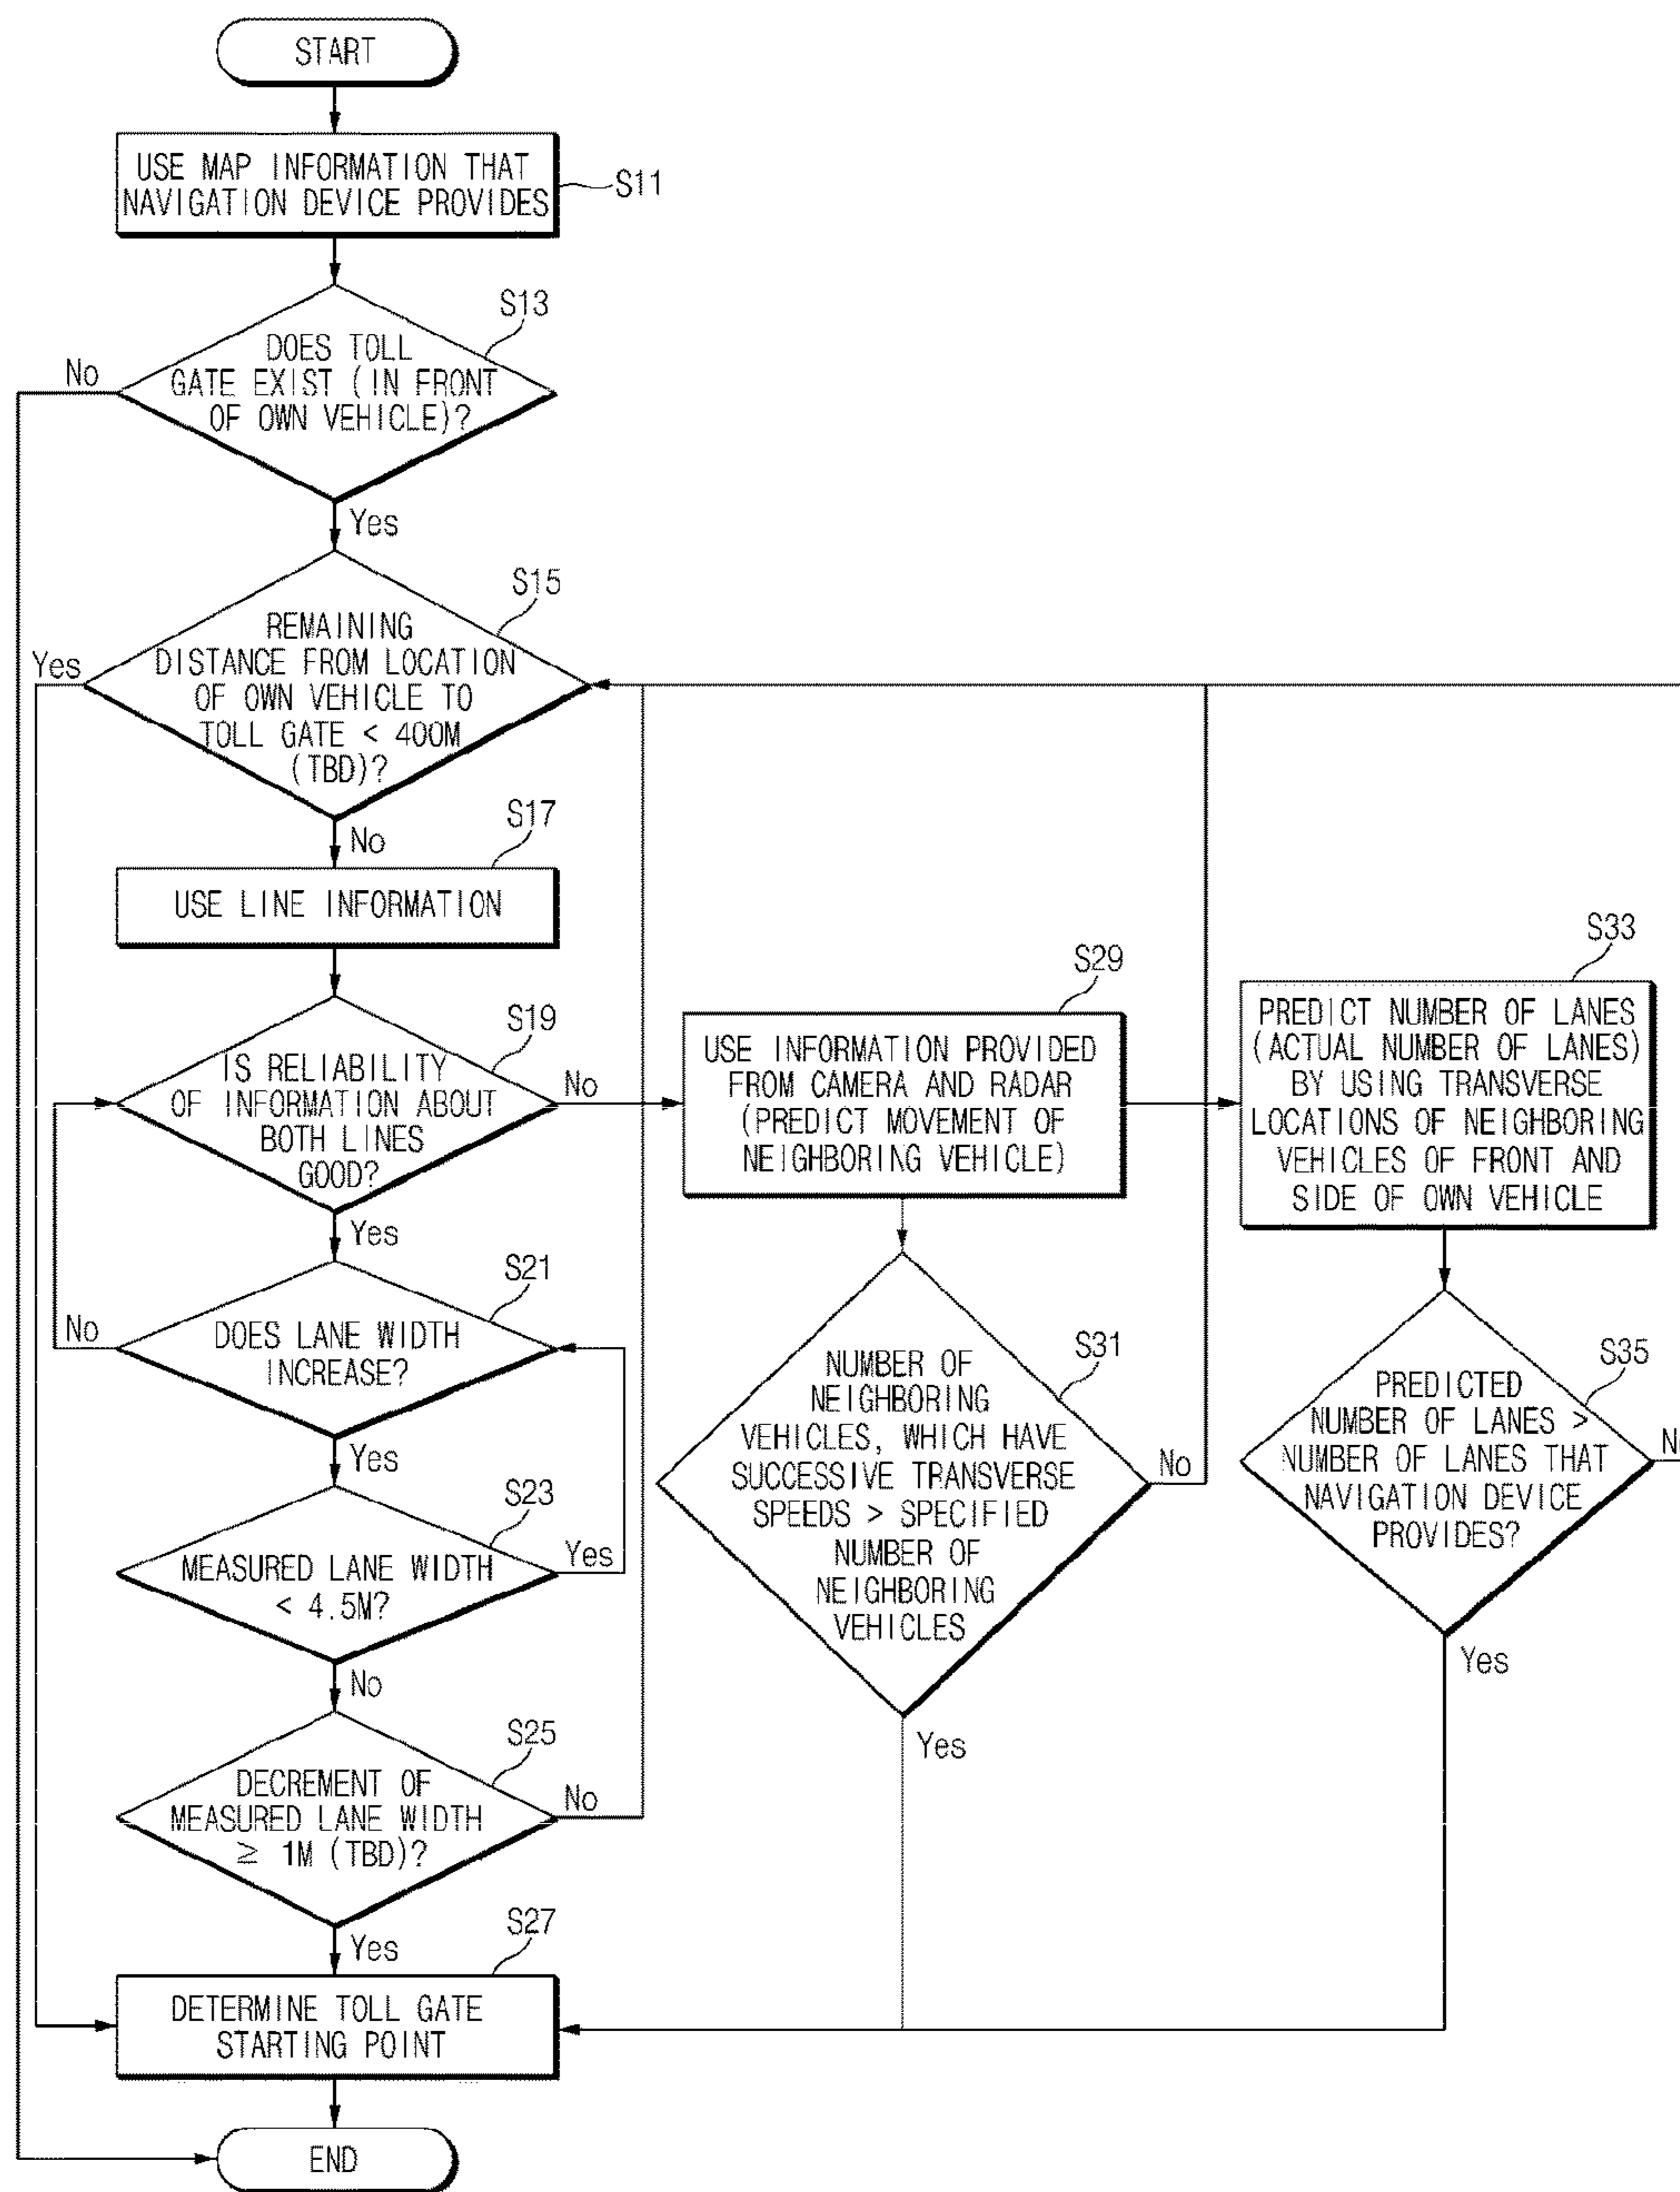 START
USE MAP INFORMATION THAT
NAVIGATION DEVICE PROVIDES
S11
S13
DOES TOLL
GATE EXIST (IN FRONT
OF OWN VEHICLE)?
No
Yes
S15
REMAINING
DISTANCE FROM LOCATION
OF OWN VEHICLE TO
TOLL GATE < 400M
(TBD)?
Yes
No
S17
USE LINE INFORMATION
S19
IS RELIABILITY
OF INFORMATION ABOUT
BOTH LINES
GOOD?
No
Yes
S21
DOES LANE WIDTH
INCREASE?
No
Yes
S23
MEASURED LANE WIDTH
< 4.5M?
Yes
No
S25
DECREMENT OF
MEASURED LANE WIDTH
≥ 1M (TBD)?
No
Yes
S27
DETERMINE TOLL GATE
STARTING POINT
END
S29
USE INFORMATION PROVIDED
FROM CAMERA AND RADAR
(PREDICT MOVEMENT OF
NEIGHBORING VEHICLE)
S31
NUMBER OF
NEIGHBORING
VEHICLES, WHICH HAVE
SUCCESSIVE TRANSVERSE
SPEEDS > SPECIFIED
NUMBER OF
NEIGHBORING
VEHICLES
No
Yes
S33
PREDICT NUMBER OF LANES
(ACTUAL NUMBER OF LANES)
BY USING TRANSVERSE
LOCATIONS OF NEIGHBORING
VEHICLES OF FRONT AND
SIDE OF OWN VEHICLE
S35
PREDICTED
NUMBER OF LANES >
NUMBER OF LANES THAT
NAVIGATION DEVICE
PROVIDES?
Yes